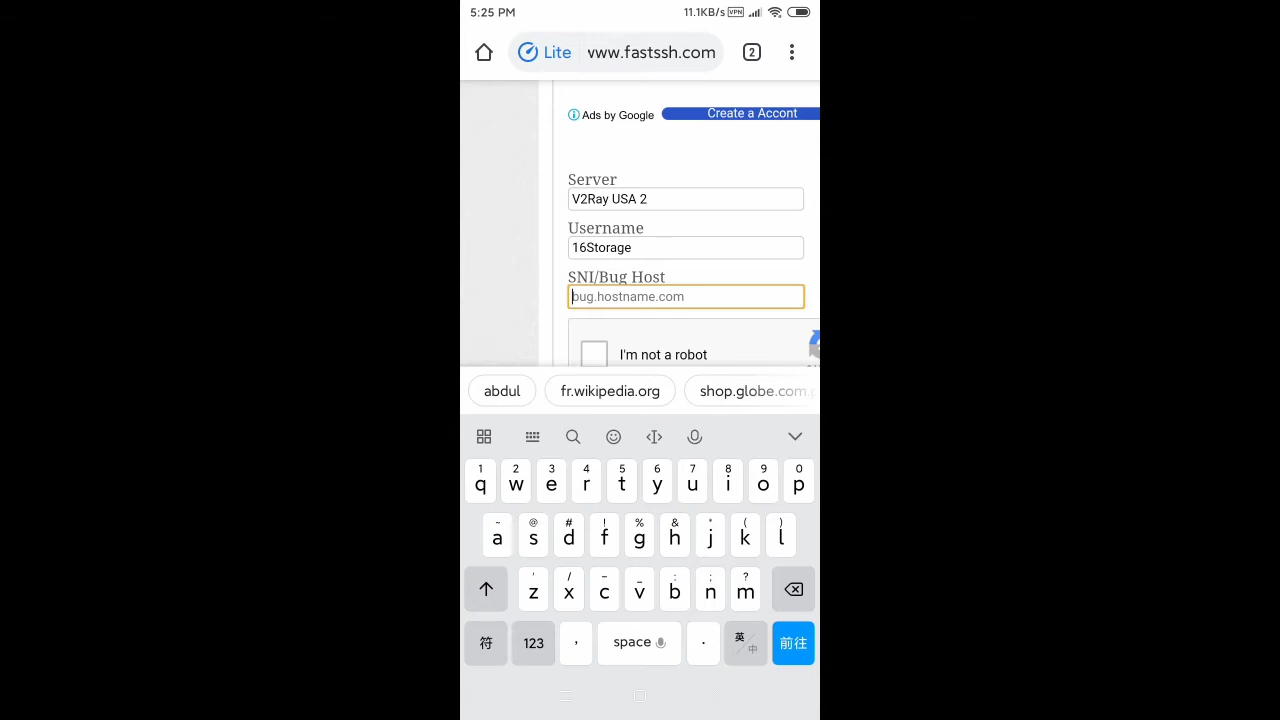 5:25 PM 11.1KB/s VPN
Lite www.fastssh.com 2
Ads by Google Create a Accont
Server
V2Ray USA 2
Username
16Storage
SNI/Bug Host
bug.hostname.com
I'm not a robot
abdul fr.wikipedia.org shop.globe.com.
1 2 3 4 5 6 7 8 9 0
q w e r t y u i o p
~ @ # ! % & * ( )
a s d f g h j k l
' / - _ : ; ?
z x c v b n m
符 123 , space . 英/中 前往